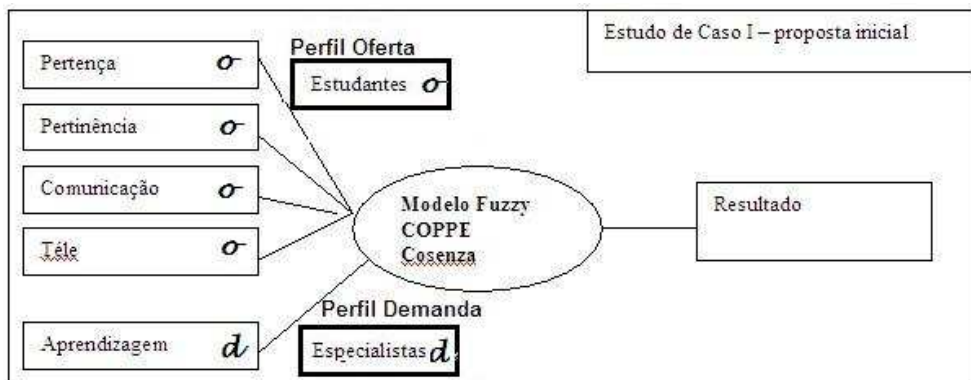 Estudo de Caso I – proposta inicial
Perfil Oferta
Estudantes o
Pertença o
Pertinência o
Comunicação o
Téle o
Aprendizagem d
Modelo Fuzzy
COPPE
Cosenza
Resultado
Perfil Demanda
Especialistas d